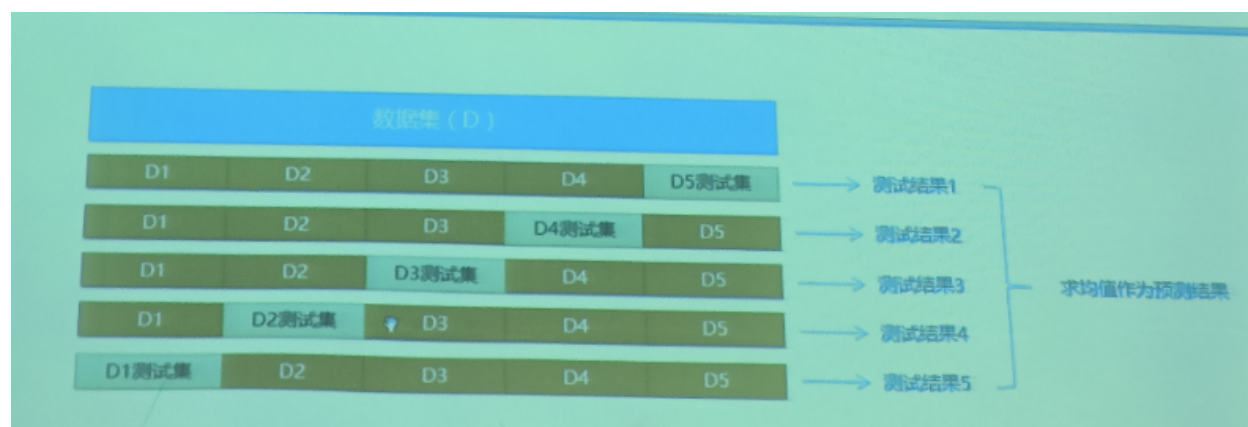 数据集(D)
D1 D2 D3 D4 D5测试集 测试结果1
D1 D2 D3 D4测试集 D5 测试结果2
D1 D2 D3测试集 D4 D5 测试结果3
求均值作为预测结果
D1 D2测试集 D3 D4 D5 测试结果4
D1测试集 D2 D3 D4 D5 测试结果5